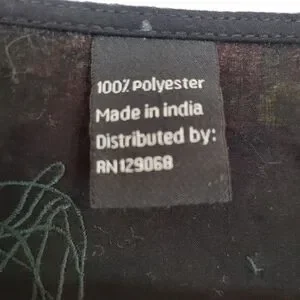 100% Polyester
Made in india
Distributed by:
RN129068